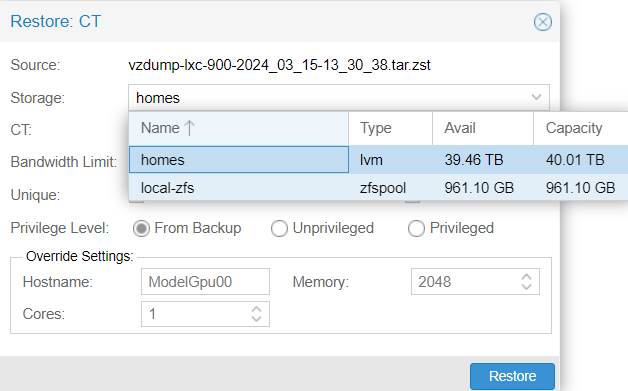 Restore: CT
Source: vzdump-lxc-900-2024_03_15-13_30_38.tar.zst
Storage: homes
CT:
Name Type Avail Capacity
homes lvm 39.46 TB 40.01 TB
local-zfs zfspool 961.10 GB 961.10 GB
Bandwidth Limit:
Unique:
Privilege Level: From Backup Unprivileged Privileged
Override Settings:
Hostname: ModelGpu00 Memory: 2048
Cores: 1
Restore